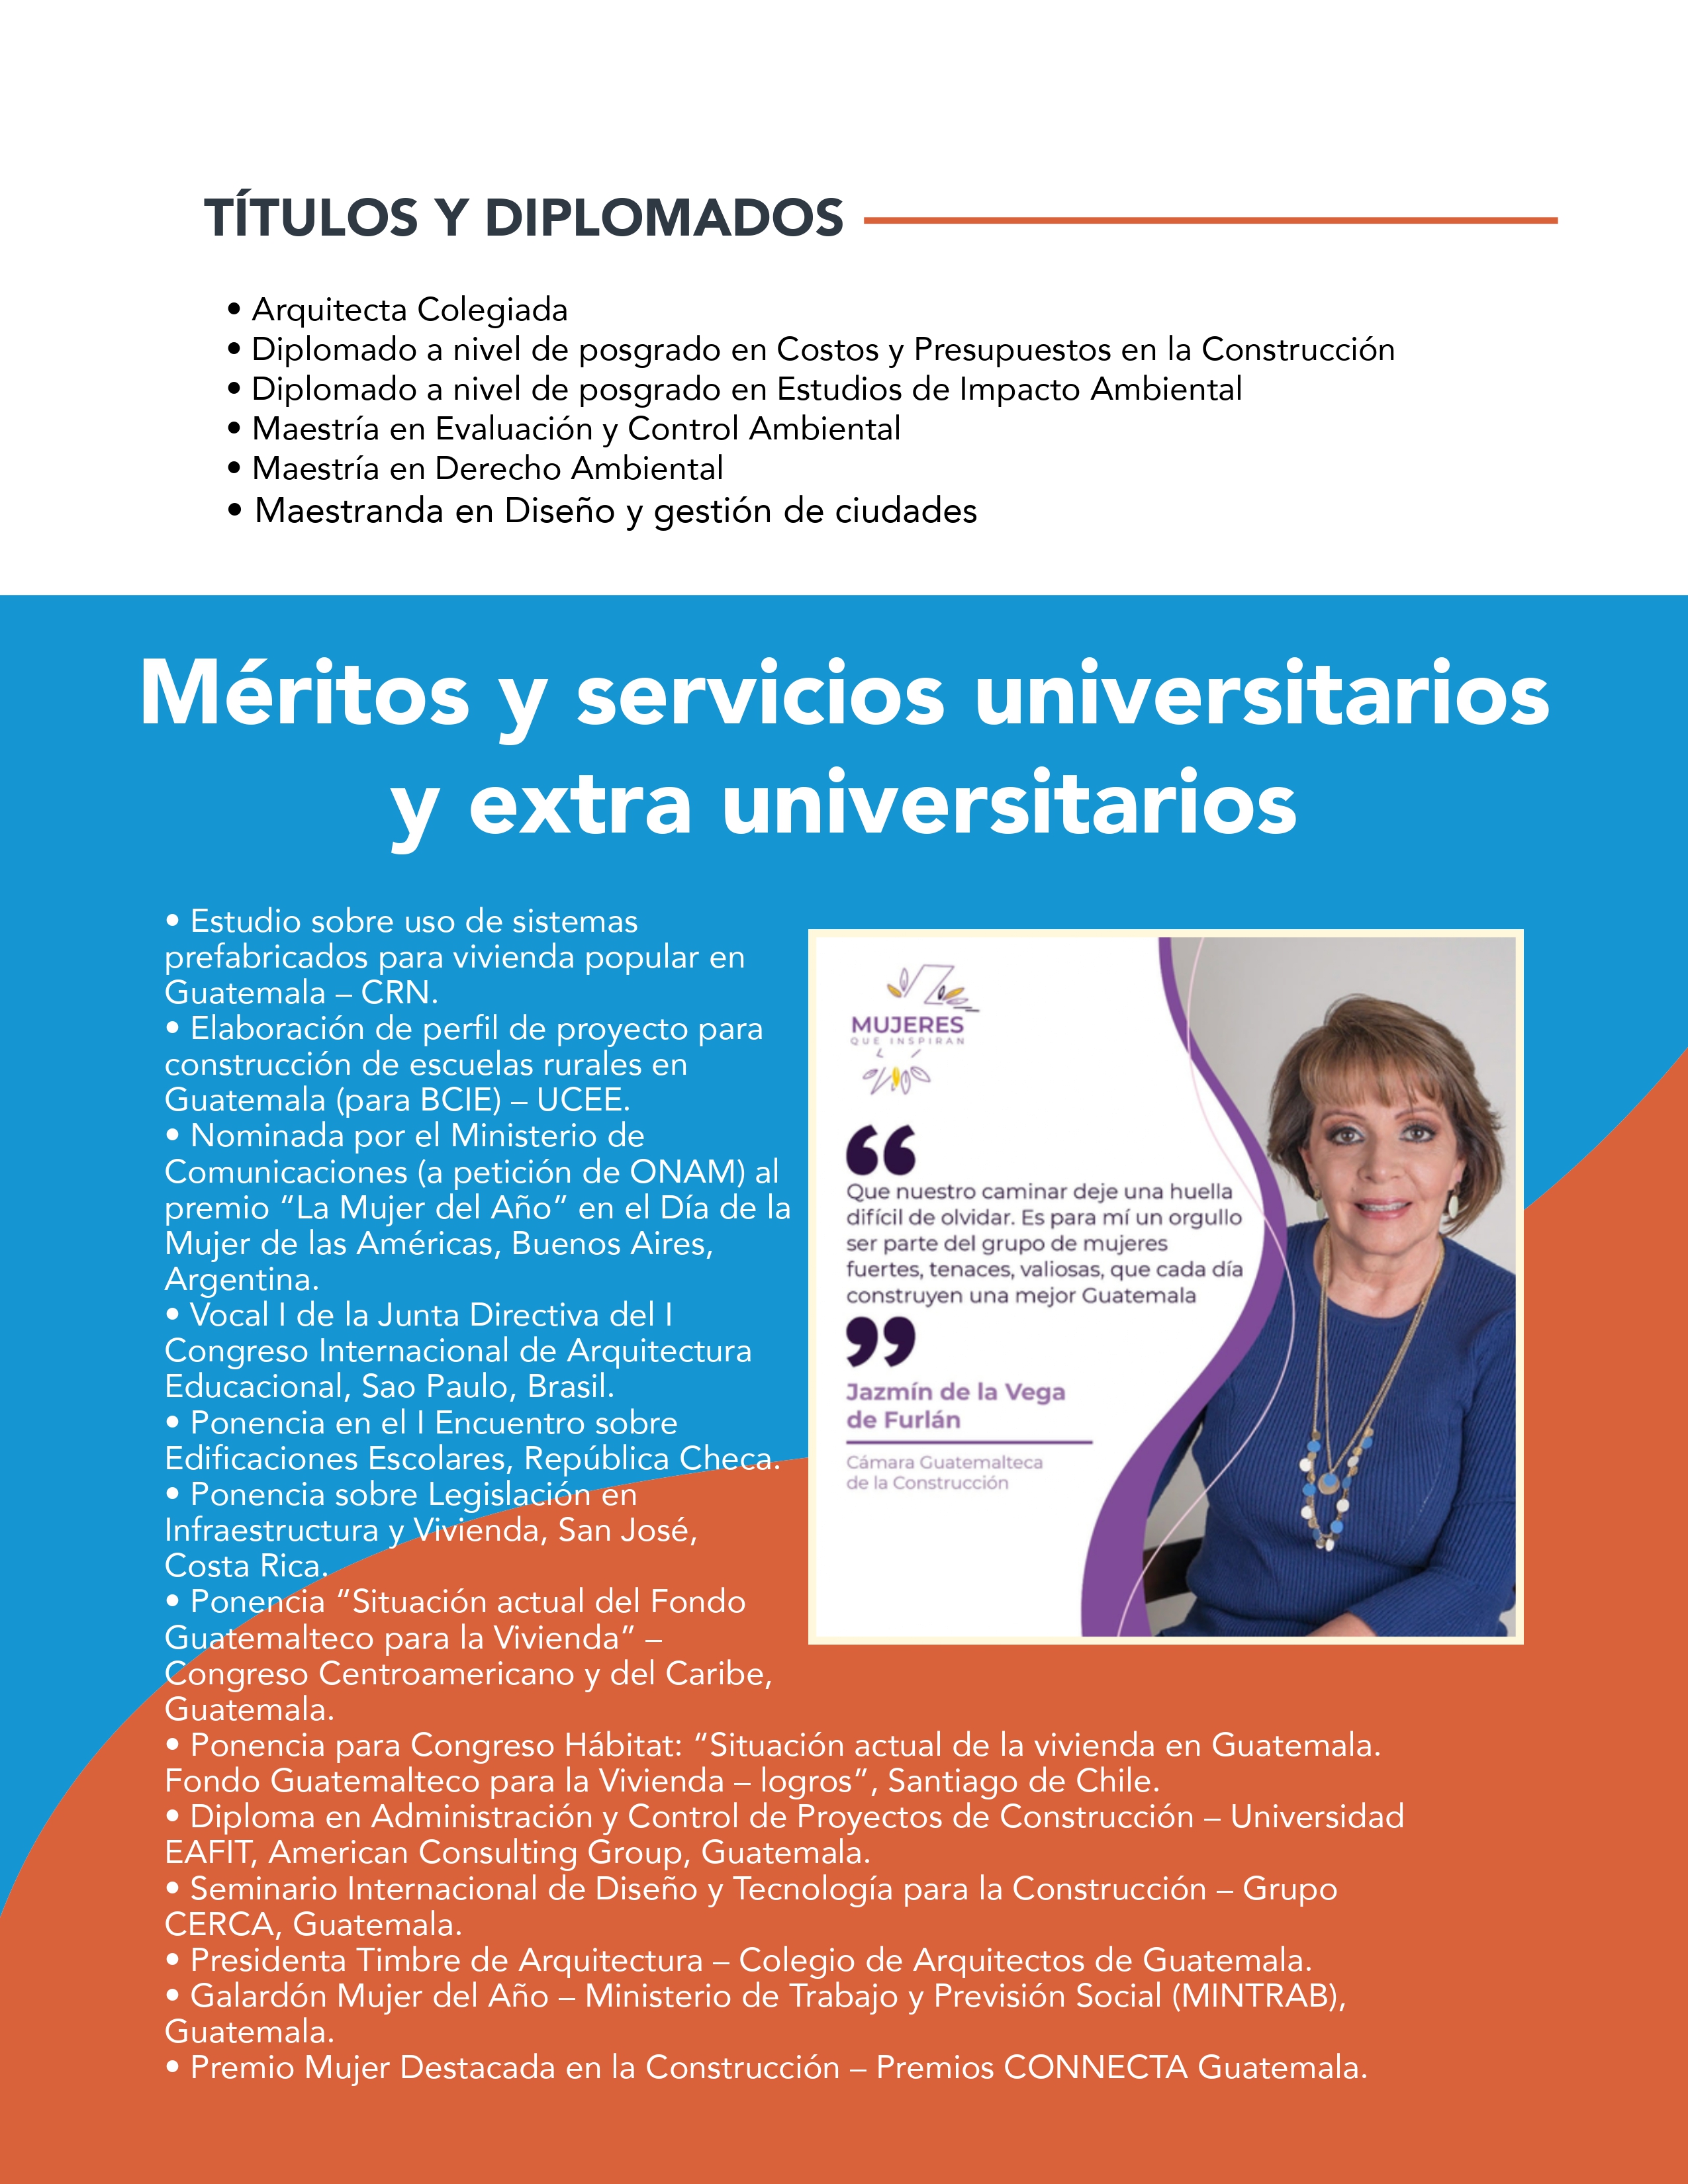 TÍTULOS Y DIPLOMADOS
• Arquitecta Colegiada
• Diplomado a nivel de posgrado en Costos y Presupuestos en la Construcción
• Diplomado a nivel de posgrado en Estudios de Impacto Ambiental
• Maestría en Evaluación y Control Ambiental
• Maestría en Derecho Ambiental
• Maestranda en Diseño y gestión de ciudades
Méritos y servicios universitarios
y extra universitarios
• Estudio sobre uso de sistemas
prefabricados para vivienda popular en
Guatemala – CRN.
• Elaboración de perfil de proyecto para
construcción de escuelas rurales en
Guatemala (para BCIE) – UCEE.
• Nominada por el Ministerio de
Comunicaciones (a petición de ONAM) al
premio “La Mujer del Año” en el Día de la
Mujer de las Américas, Buenos Aires,
Argentina.
• Vocal I de la Junta Directiva del I
Congreso Internacional de Arquitectura
Educacional, Sao Paulo, Brasil.
• Ponencia en el I Encuentro sobre
Edificaciones Escolares, República Checa.
• Ponencia sobre Legislación en
Infraestructura y Vivienda, San José,
Costa Rica.
• Ponencia “Situación actual del Fondo
Guatemalteco para la Vivienda” –
Congreso Centroamericano y del Caribe,
Guatemala.
• Ponencia para Congreso Hábitat: “Situación actual de la vivienda en Guatemala.
Fondo Guatemalteco para la Vivienda – logros”, Santiago de Chile.
• Diploma en Administración y Control de Proyectos de Construcción – Universidad
EAFIT, American Consulting Group, Guatemala.
• Seminario Internacional de Diseño y Tecnología para la Construcción – Grupo
CERCA, Guatemala.
• Presidenta Timbre de Arquitectura – Colegio de Arquitectos de Guatemala.
• Galardón Mujer del Año – Ministerio de Trabajo y Previsión Social (MINTRAB),
Guatemala.
• Premio Mujer Destacada en la Construcción – Premios CONNECTA Guatemala.
MUJERES
QUE INSPIRAN
“
Que nuestro caminar deje una huella
difícil de olvidar. Es para mí un orgullo
ser parte del grupo de mujeres
fuertes, tenaces, valiosas, que cada día
construyen una mejor Guatemala
”
Jazmín de la Vega
de Furlán
Cámara Guatemalteca
de la Construcción